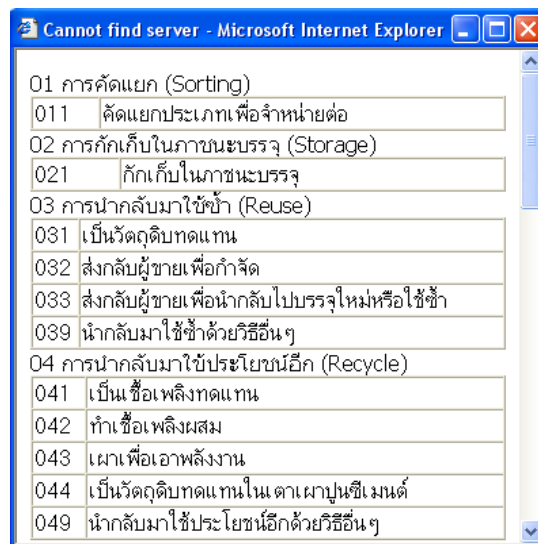 Cannot find server - Microsoft Internet Explorer
01 การคัดแยก (Sorting)
011 คัดแยกประเภทเพื่อจำหน่ายต่อ
02 การกักเก็บในภาชนะบรรจุ (Storage)
021 กักเก็บในภาชนะบรรจุ
03 การนำกลับมาใช้ซ้ำ (Reuse)
031 เป็นวัตถุดิบทดแทน
032 ส่งกลับผู้ขายเพื่อกำจัด
033 ส่งกลับผู้ขายเพื่อนำกลับไปบรรจุใหม่หรือใช้ซ้ำ
039 นำกลับมาใช้ซ้ำด้วยวิธีอื่นๆ
04 การนำกลับมาใช้ประโยชน์อีก (Recycle)
041 เป็นเชื้อเพลิงทดแทน
042 ทำเชื้อเพลิงผสม
043 เผาเพื่อเอาพลังงาน
044 เป็นวัตถุดิบทดแทนในเตาเผาปูนซีเมนต์
049 นำกลับมาใช้ประโยชน์อีกด้วยวิธีอื่นๆ